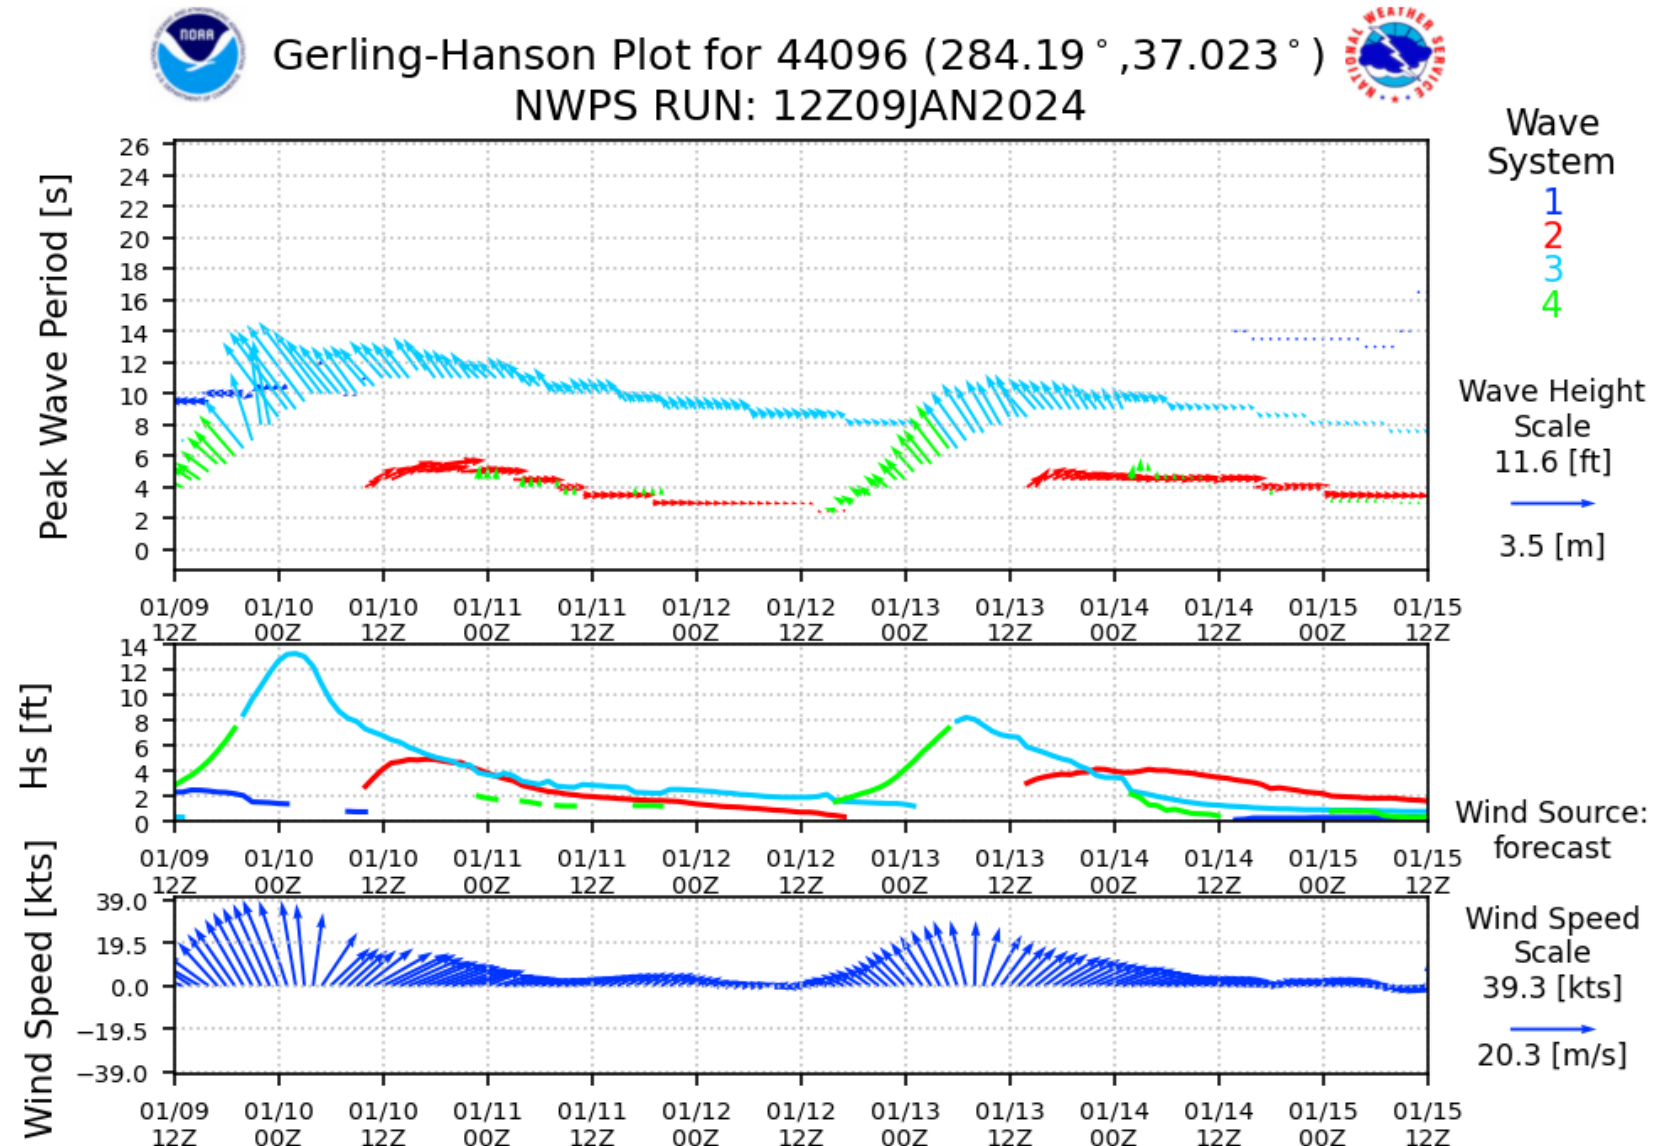 NOAA
Gerling-Hanson Plot for 44096 (284.19°,37.023°)
NWPS RUN: 12Z09JAN2024
NATIONAL WEATHER SERVICE
Wave
System
1
2
3
4
Peak Wave Period [s]
26
24
22
20
18
16
14
12
10
8
6
4
2
0
01/09 01/10 01/10 01/11 01/11 01/12 01/12 01/13 01/13 01/14 01/14 01/15 01/15
12Z 00Z 12Z 00Z 12Z 00Z 12Z 00Z 12Z 00Z 12Z 00Z 12Z
Wave Height
Scale
11.6 [ft]
3.5 [m]
Hs [ft]
14
12
10
8
6
4
2
0
01/09 01/10 01/10 01/11 01/11 01/12 01/12 01/13 01/13 01/14 01/14 01/15 01/15
12Z 00Z 12Z 00Z 12Z 00Z 12Z 00Z 12Z 00Z 12Z 00Z 12Z
Wind Source:
forecast
Wind Speed [kts]
39.0
19.5
0.0
−19.5
−39.0
01/09 01/10 01/10 01/11 01/11 01/12 01/12 01/13 01/13 01/14 01/14 01/15 01/15
12Z 00Z 12Z 00Z 12Z 00Z 12Z 00Z 12Z 00Z 12Z 00Z 12Z
Wind Speed
Scale
39.3 [kts]
20.3 [m/s]